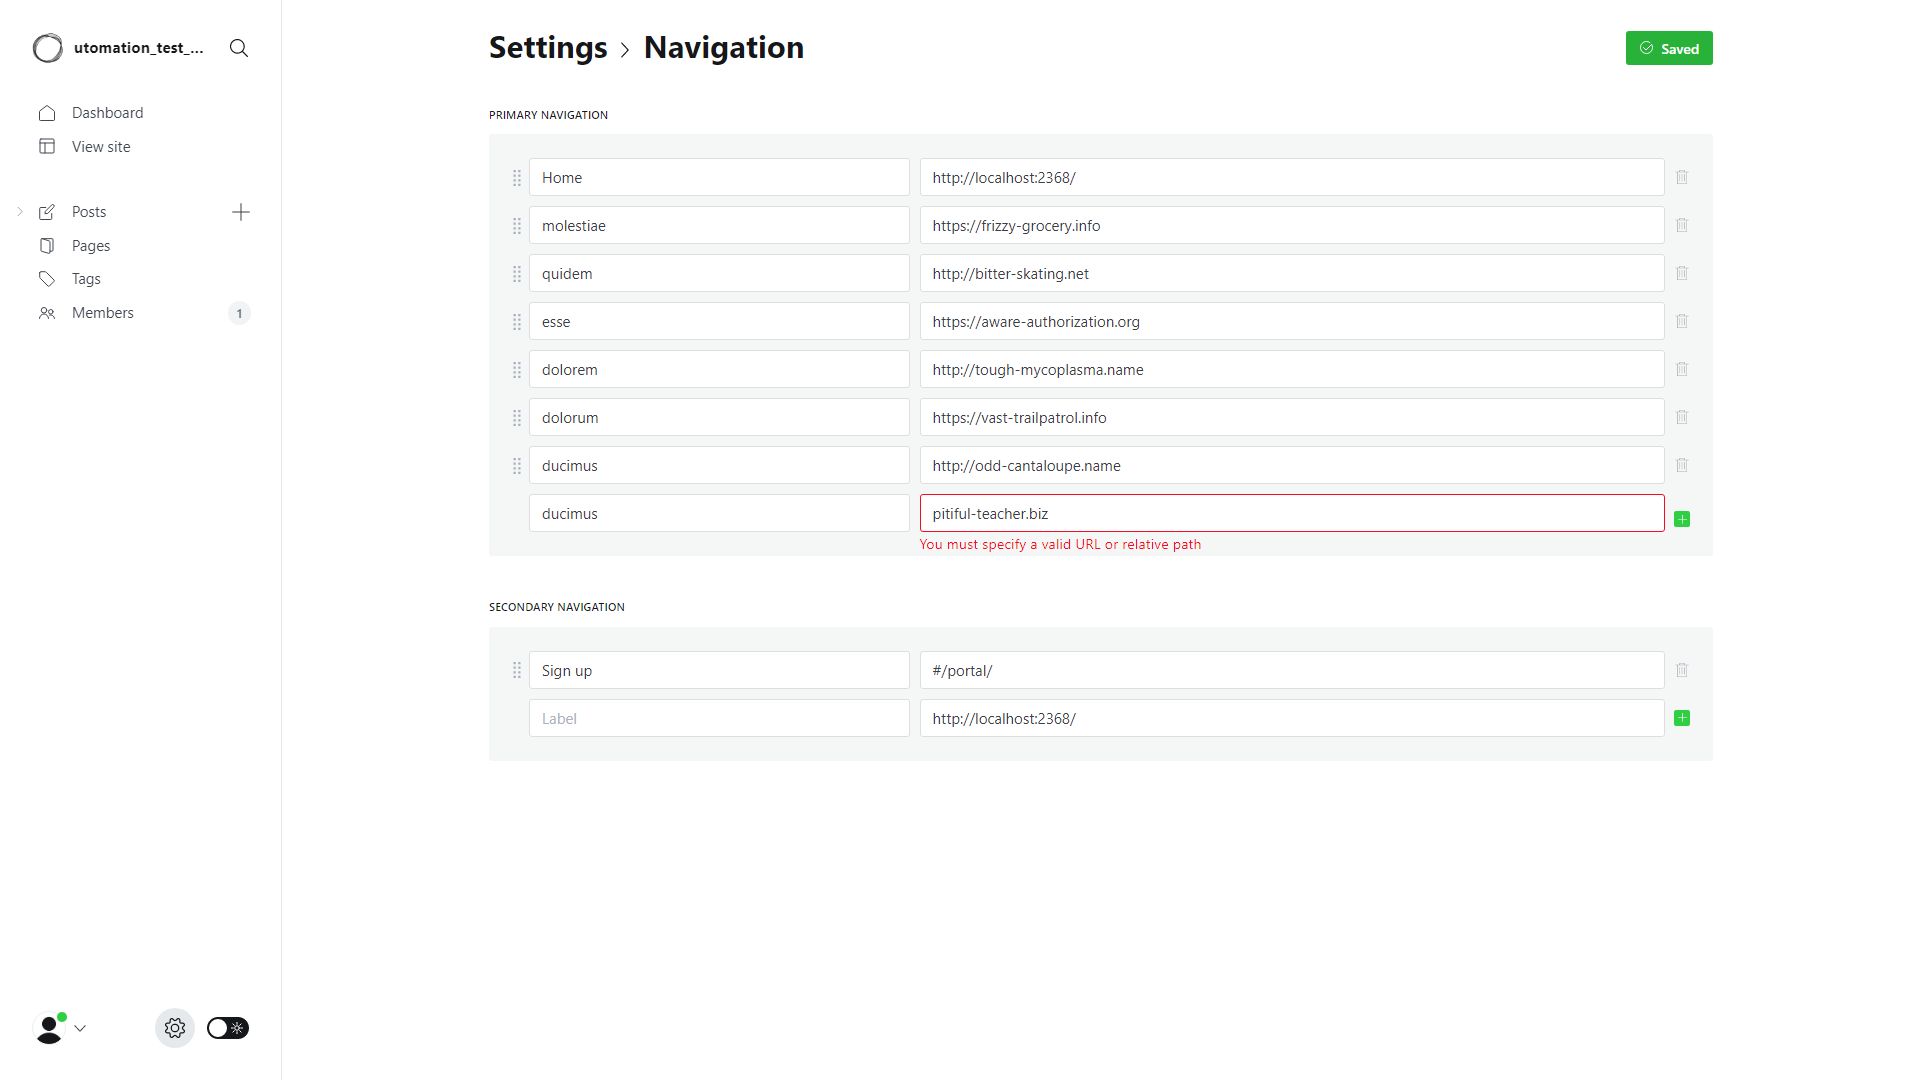 utomation_test_...
Settings › Navigation
Saved
Dashboard
View site
Posts
Pages
Tags
Members 1
PRIMARY NAVIGATION
Home http://localhost:2368/
molestiae https://frizzy-grocery.info
quidem http://bitter-skating.net
esse https://aware-authorization.org
dolorem http://tough-mycoplasma.name
dolorum https://vast-trailpatrol.info
ducimus http://odd-cantaloupe.name
ducimus pitiful-teacher.biz
You must specify a valid URL or relative path
SECONDARY NAVIGATION
Sign up #/portal/
Label http://localhost:2368/